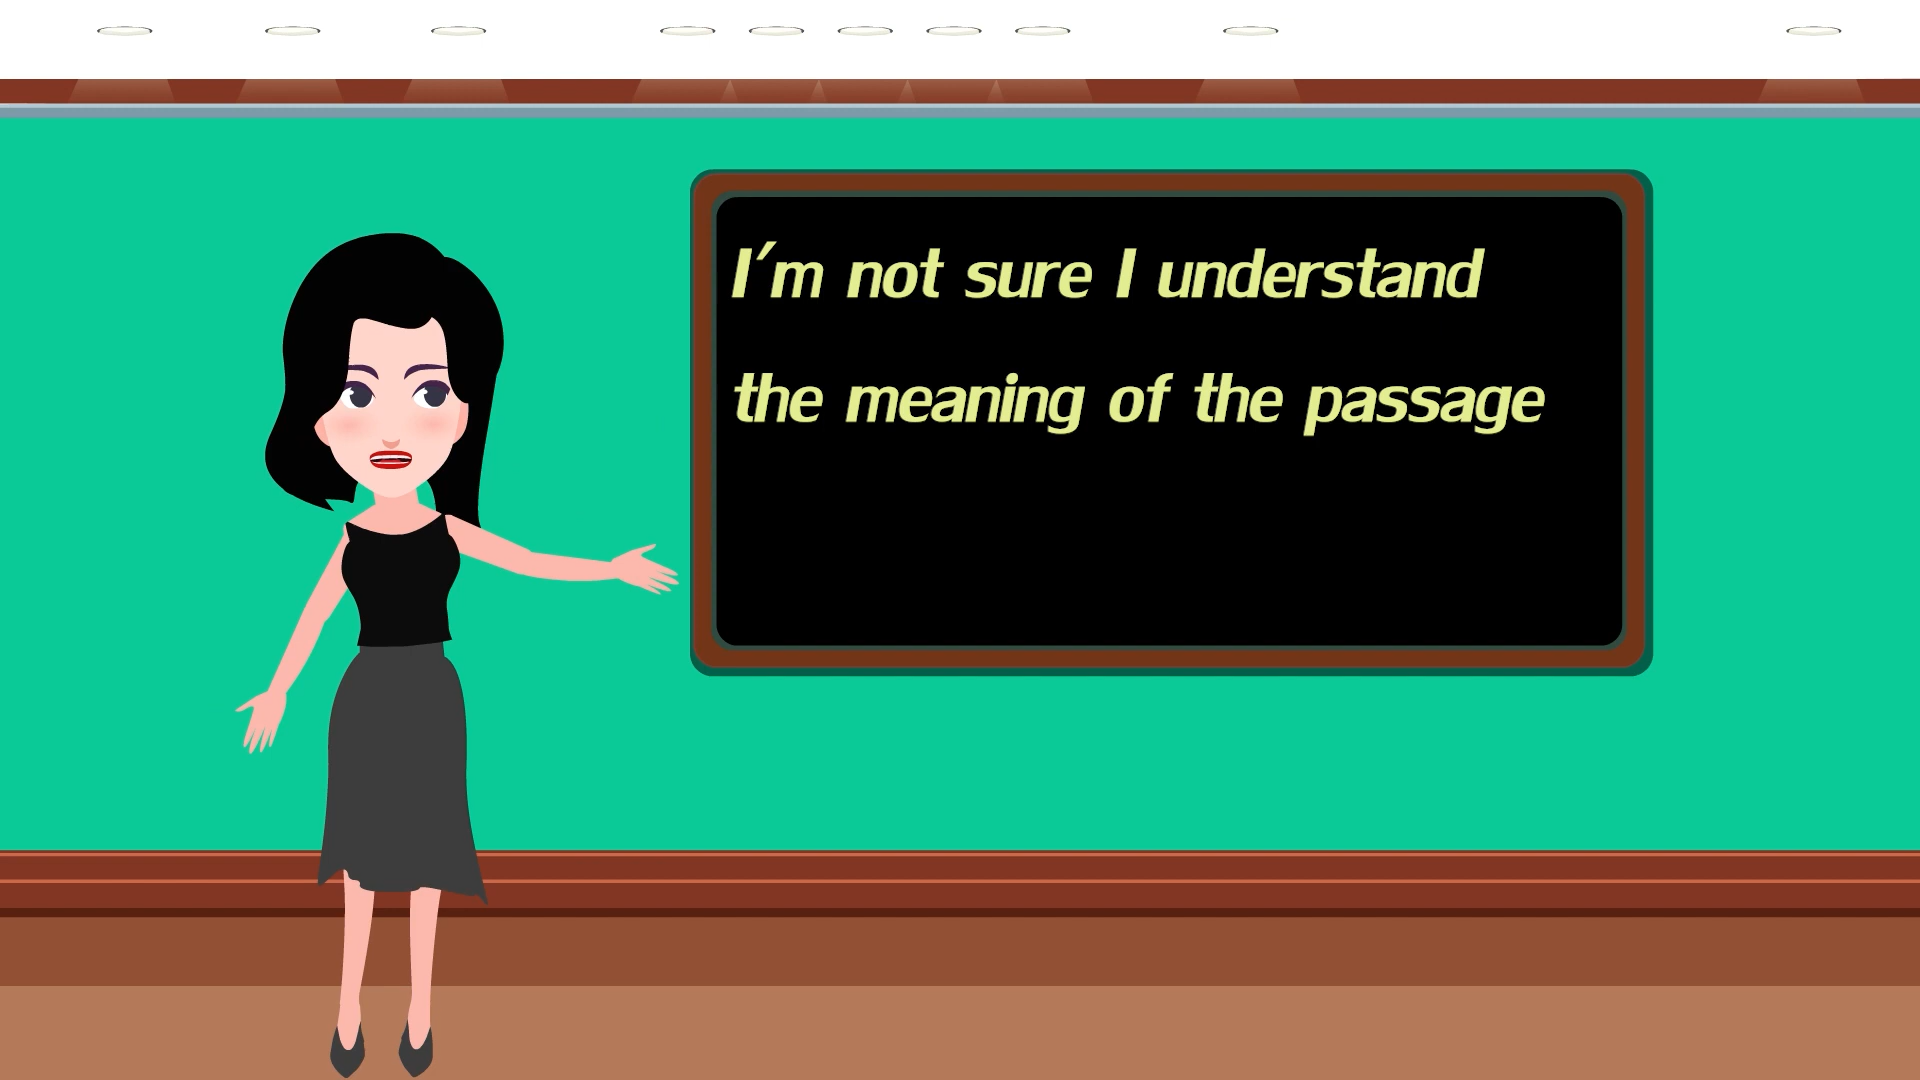 I'm not sure I understand
the meaning of the passage